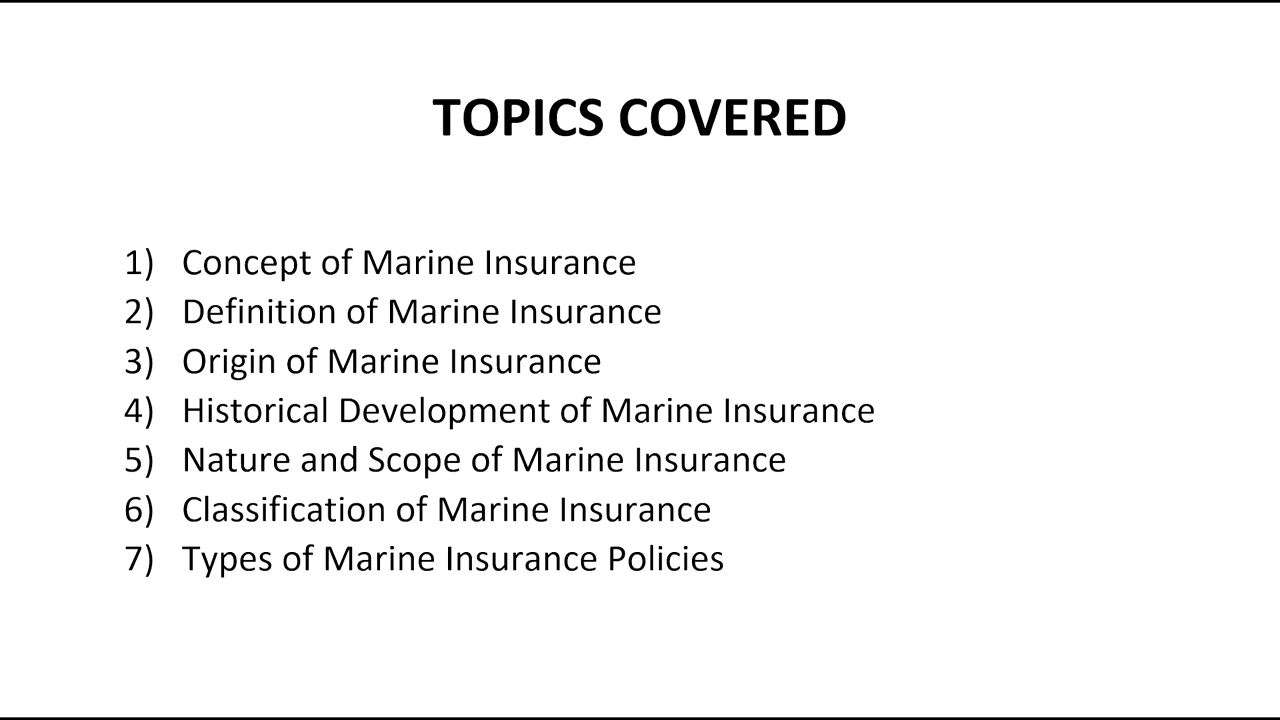 TOPICS COVERED
1) Concept of Marine Insurance
2) Definition of Marine Insurance
3) Origin of Marine Insurance
4) Historical Development of Marine Insurance
5) Nature and Scope of Marine Insurance
6) Classification of Marine Insurance
7) Types of Marine Insurance Policies